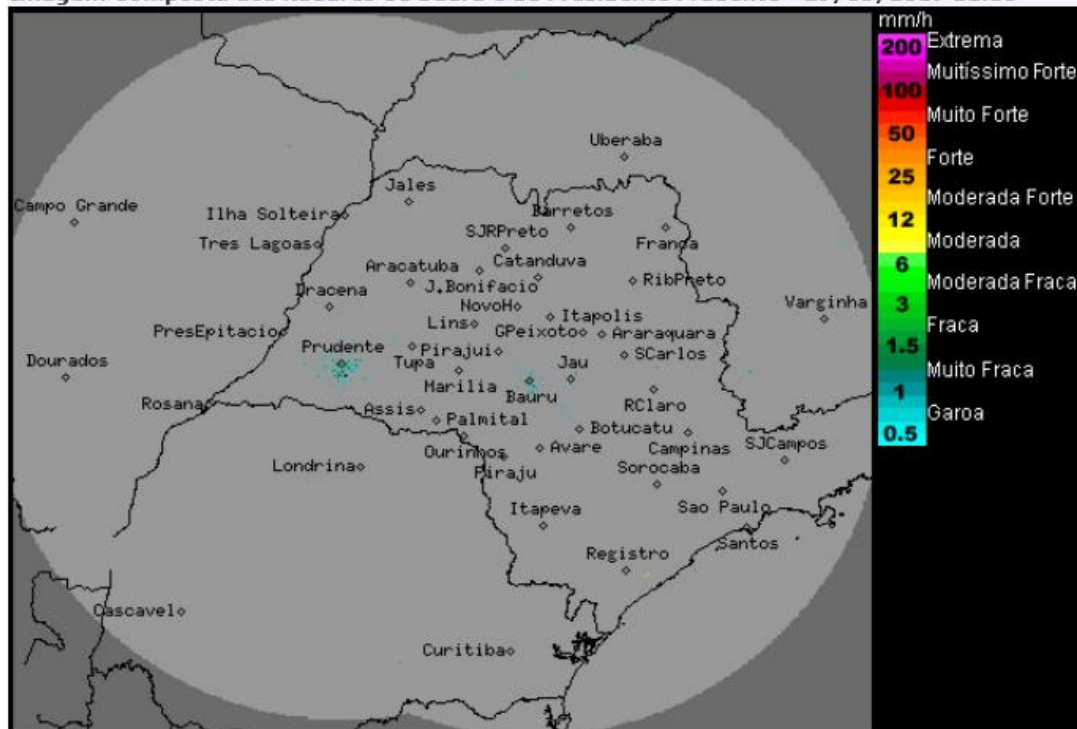 mm/h
200 Extrema
Muitíssimo Forte
100
Muito Forte
50
Forte
25
Moderada Forte
12
Moderada
6
Moderada Fraca
3
Fraca
1.5
Muito Fraca
1
Garoa
0.5
Uberaba
Jales
Campo Grande
Ilha Solteira
Barretos
Tres Lagoas
SJRPreto
Franca
Aracatuba
Catanduva
J.Bonifacio
RibPreto
Dracena
NovoH
Varginha
Itapolis
PresEpitacio
Lins
GPeixoto
Araraquara
Prudente
Tupa
Pirajui
Jau
SCarlos
Dourados
Marilia
Bauru
Rosana
Assis
RClaro
Palmital
Botucatu
Ourinhos
Avare
Campinas
SJCampos
Londrina
Piraju
Sorocaba
Itapeva
Sao Paulo
Santos
Registro
Cascavel
Curitiba